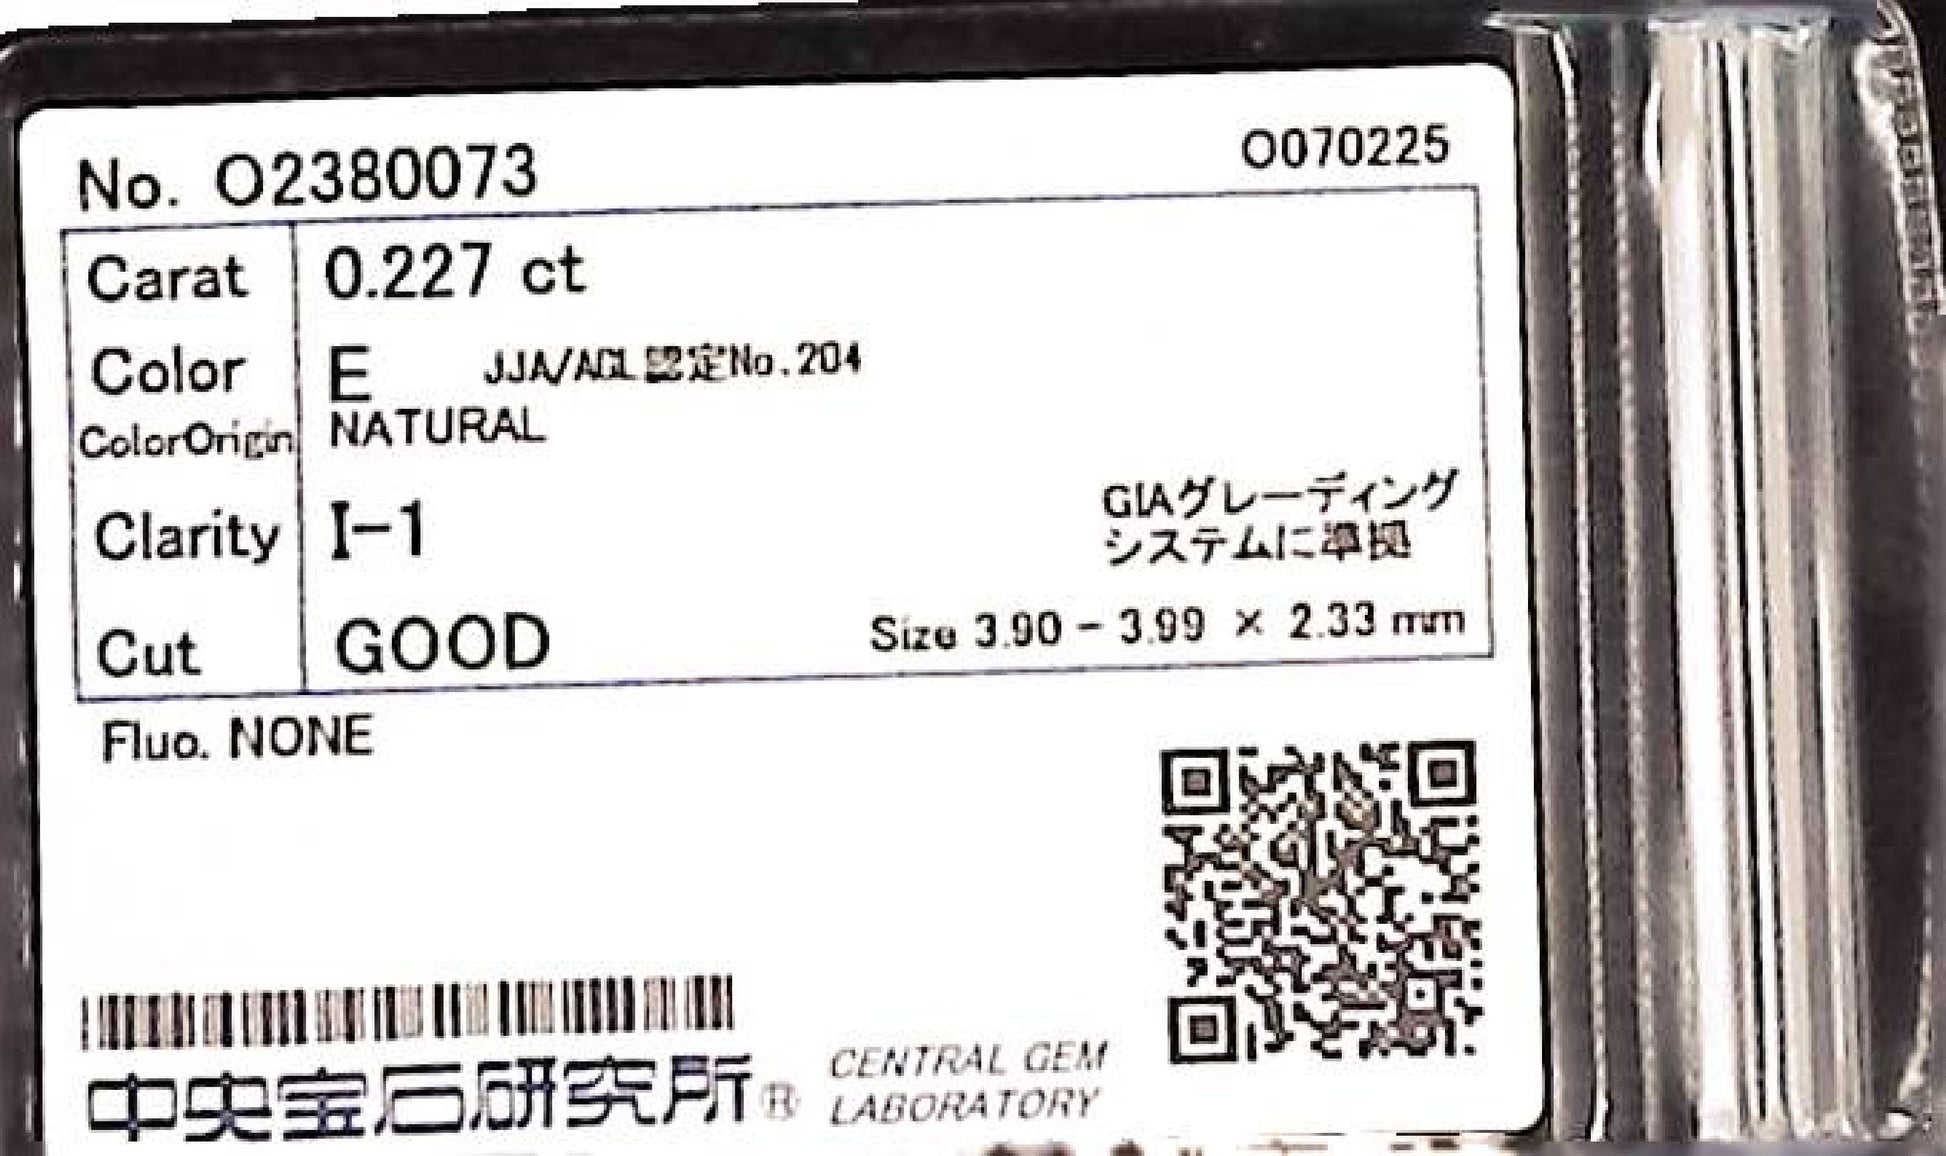 No. O2380073 O070225
Carat 0.227 ct
Color E JJA/AGL認定No.204
ColorOrigin NATURAL
Clarity I-1 GIAグレーディング
システムに準拠
Cut GOOD Size 3.90 - 3.99 × 2.33 mm
Fluo. NONE
中央宝石研究所® CENTRAL GEM
LABORATORY